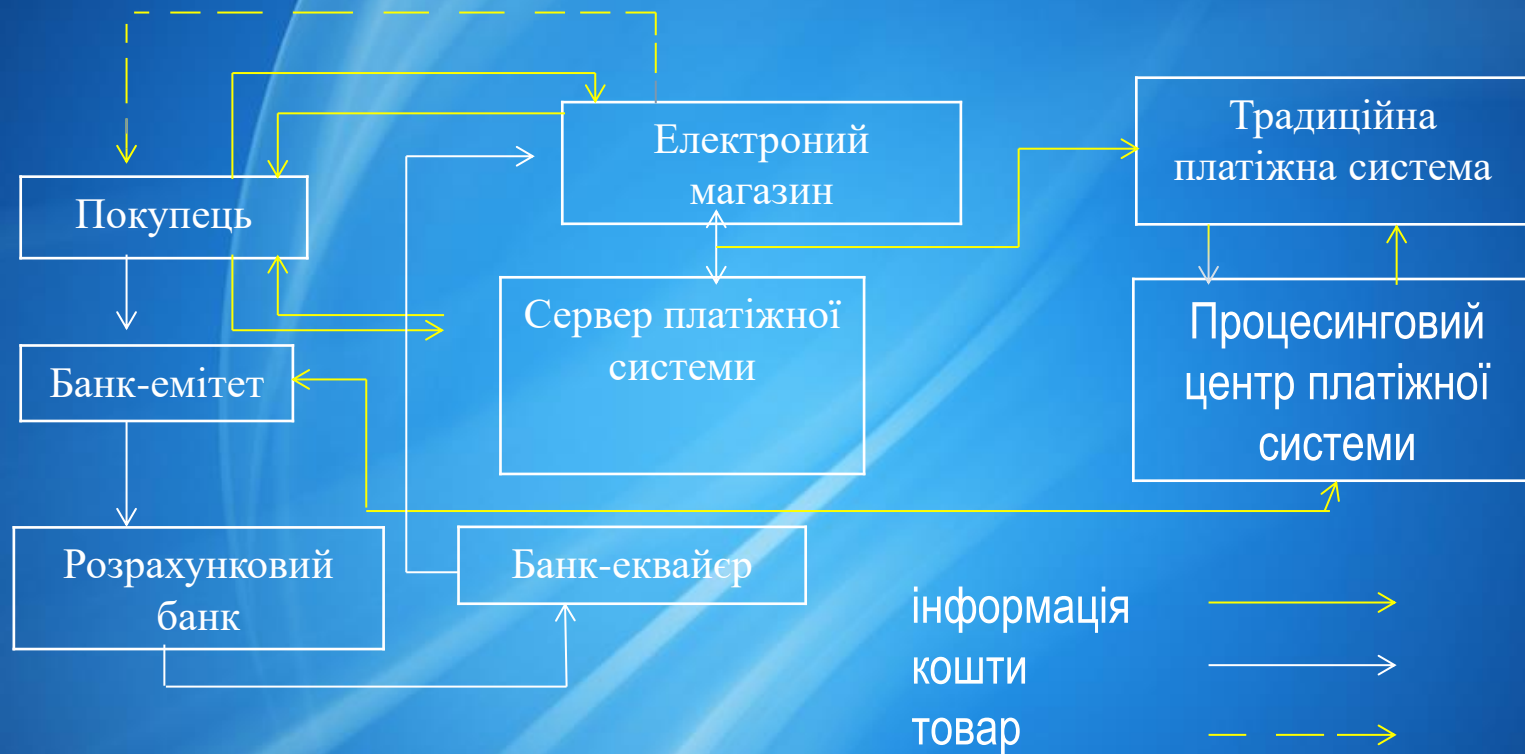 Електроний
магазин
Традиційна
платіжна система
Покупець
Сервер платіжної
системи
Процесинговий
центр платіжної
системи
Банк-емітет
Розрахунковий
банк
Банк-еквайєр
інформація
кошти
товар